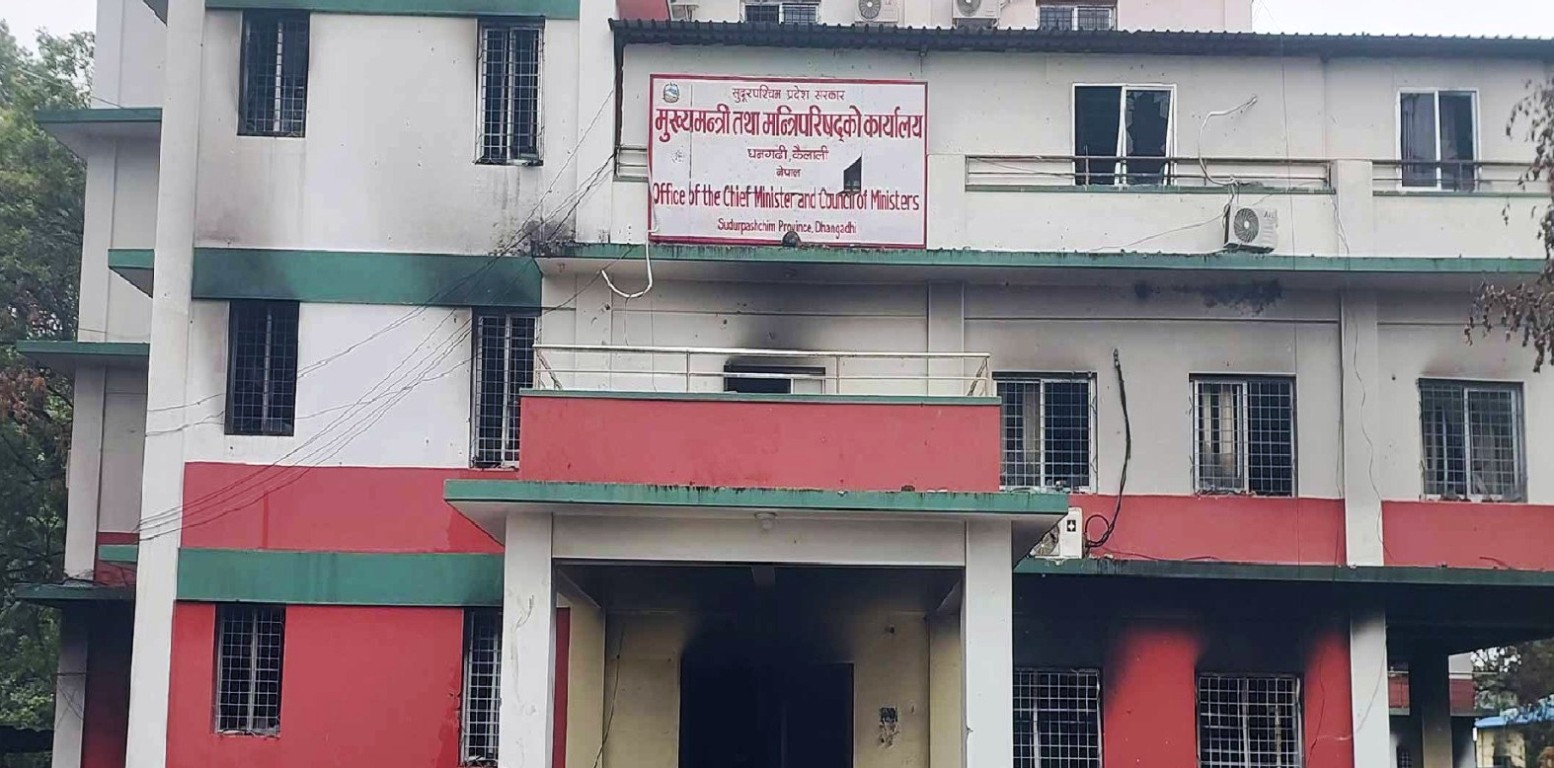 सुदूरपश्चिम प्रदेश सरकार
मुख्यमन्त्री तथा मन्त्रिपरिषद्को कार्यालय
धनगढी, कैलाली
नेपाल
Office of the Chief Minister and Council of Ministers
Sudurpashchim Province, Dhangadhi